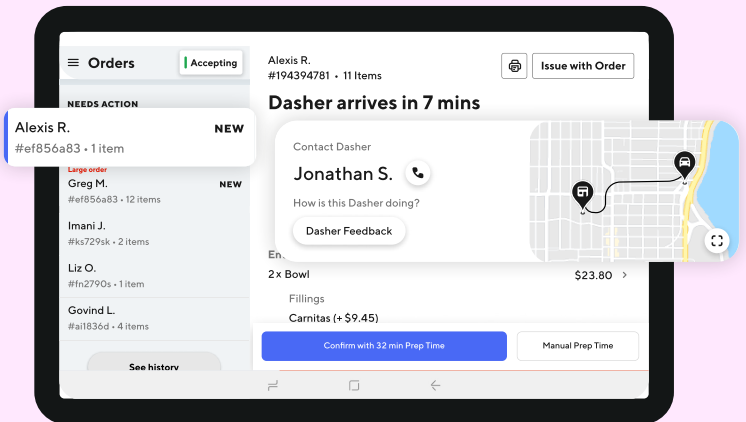 Orders
Accepting
NEEDS ACTION
Alexis R.
NEW
#ef856a83 • 1 item
Large order
Greg M.
NEW
#ef856a83 • 12 items
Imani J.
#ks729sk • 2 items
Liz O.
#fn2790s • 1 item
Govind L.
#ai1836d • 4 items
See history
Alexis R.
#194394781 • 11 Items
Issue with Order
Dasher arrives in 7 mins
Contact Dasher
Jonathan S.
How is this Dasher doing?
Dasher Feedback
2x Bowl
$23.80
Fillings
Carnitas (+ $9.45)
Confirm with 32 min Prep Time
Manual Prep Time